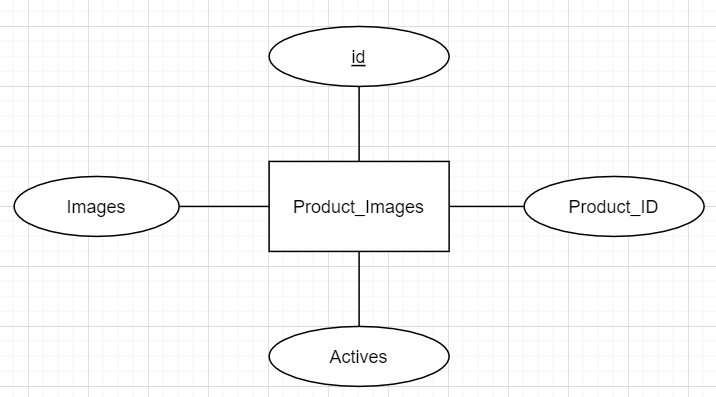 id
Images
Product_Images
Product_ID
Actives